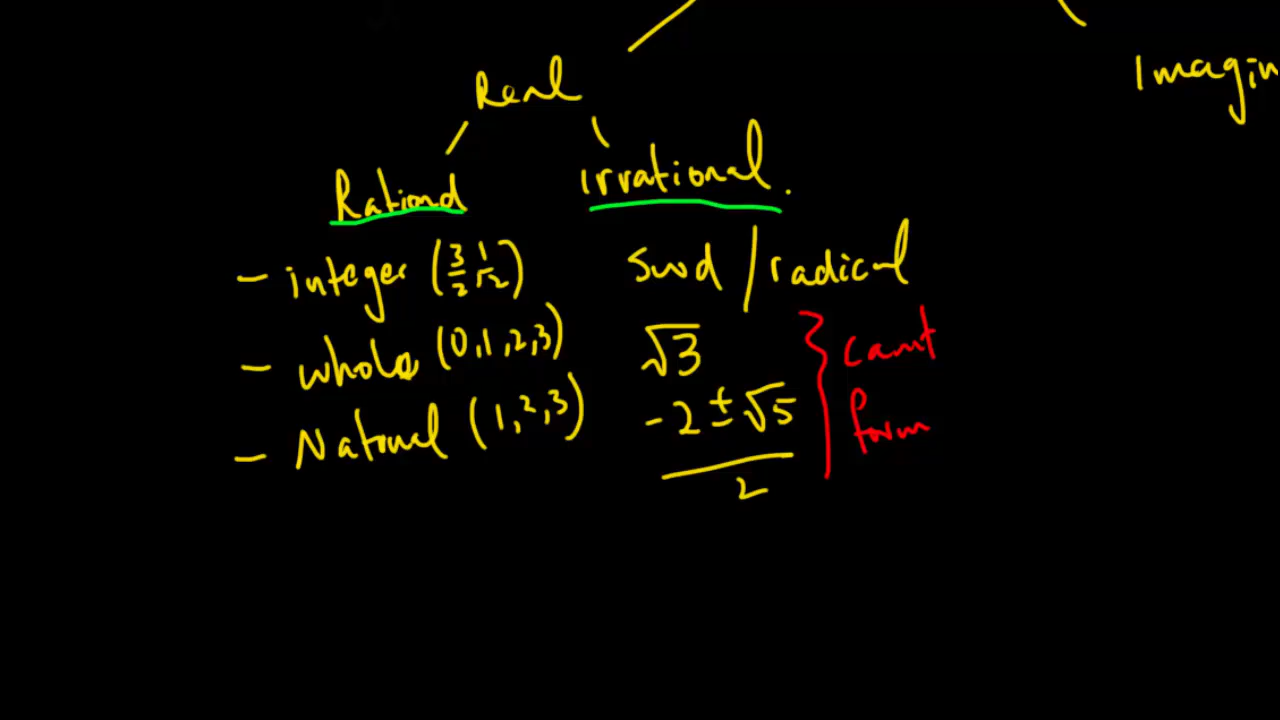 Real
Imagin
Rational
irrational.
- integer (3/2, 1/2)
surd / radical
- whole (0,1,2,3)
√3
can't
- Natural (1,2,3)
-2 ± √5
form
2